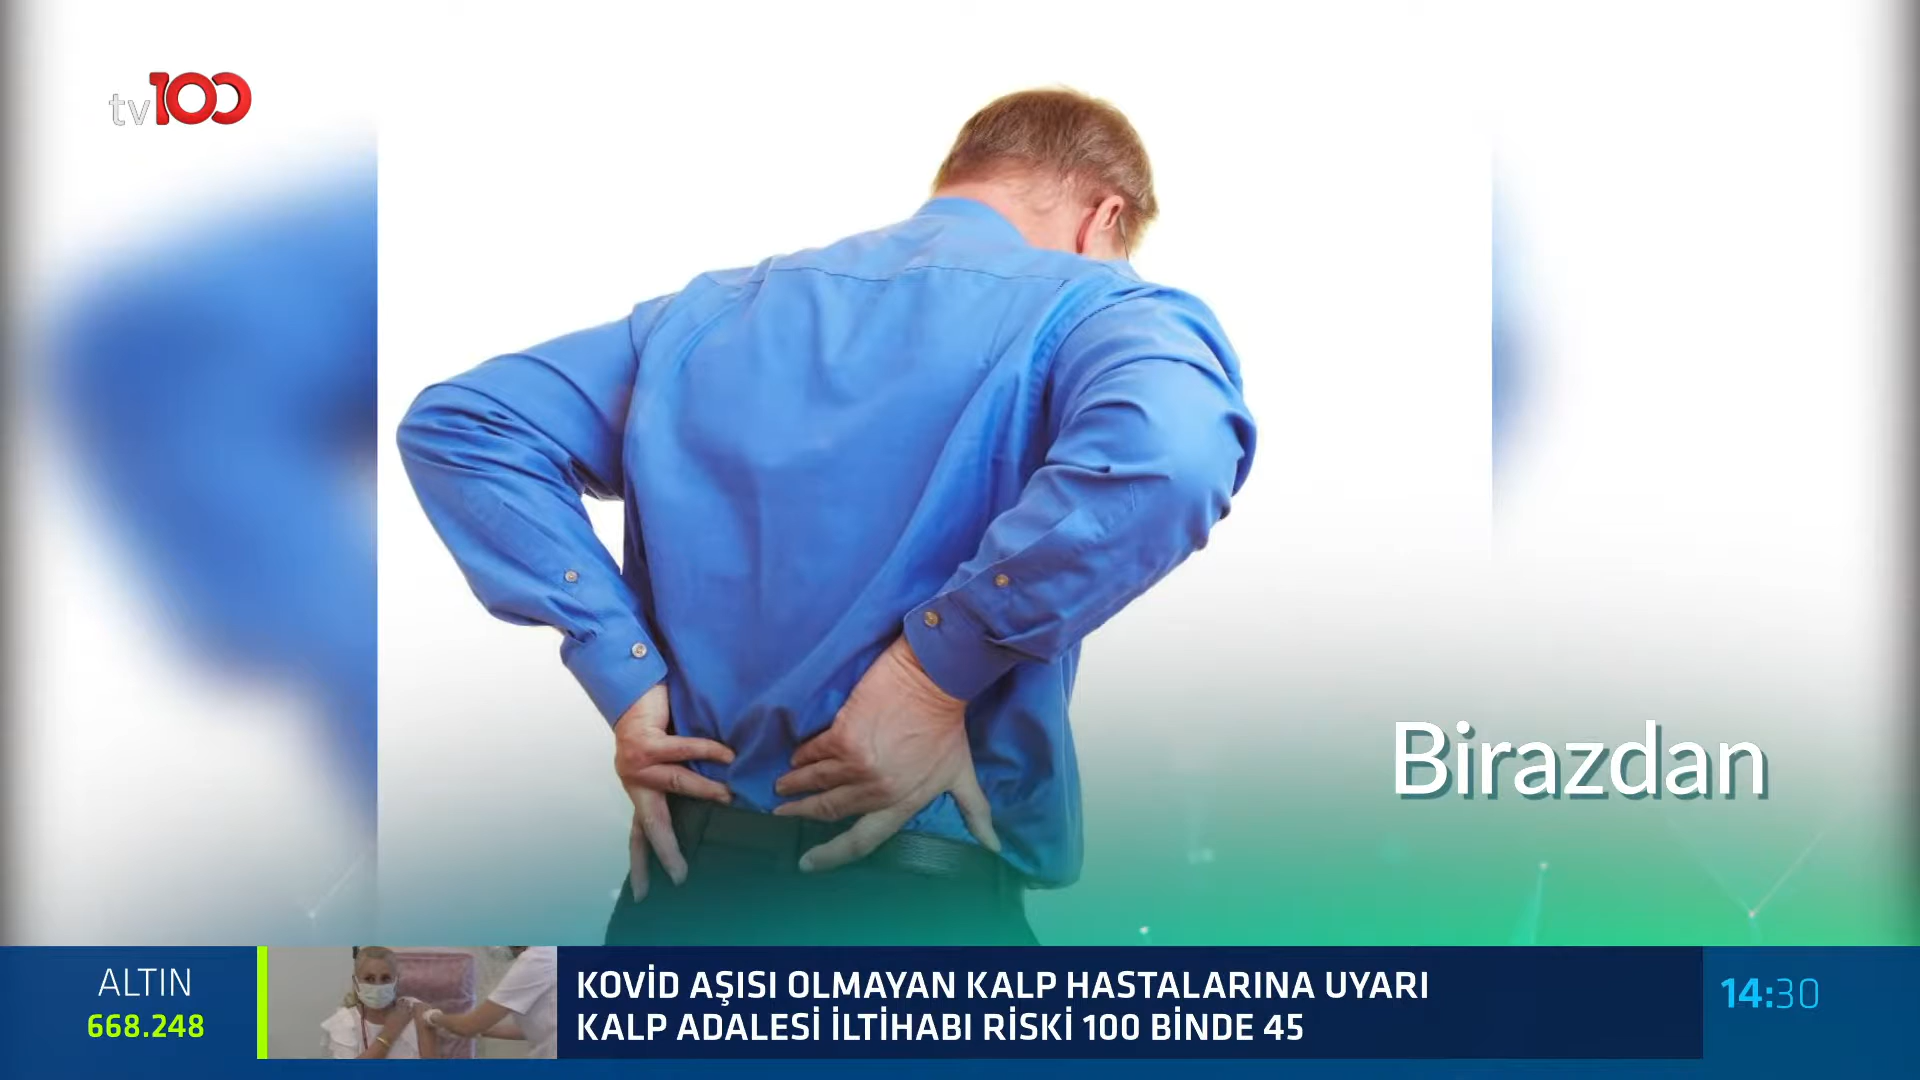 tv100
Birazdan
ALTIN
668.248
KOVİD AŞISI OLMAYAN KALP HASTALARINA UYARI
KALP ADALESİ İLTİHABI RİSKİ 100 BİNDE 45
14:30